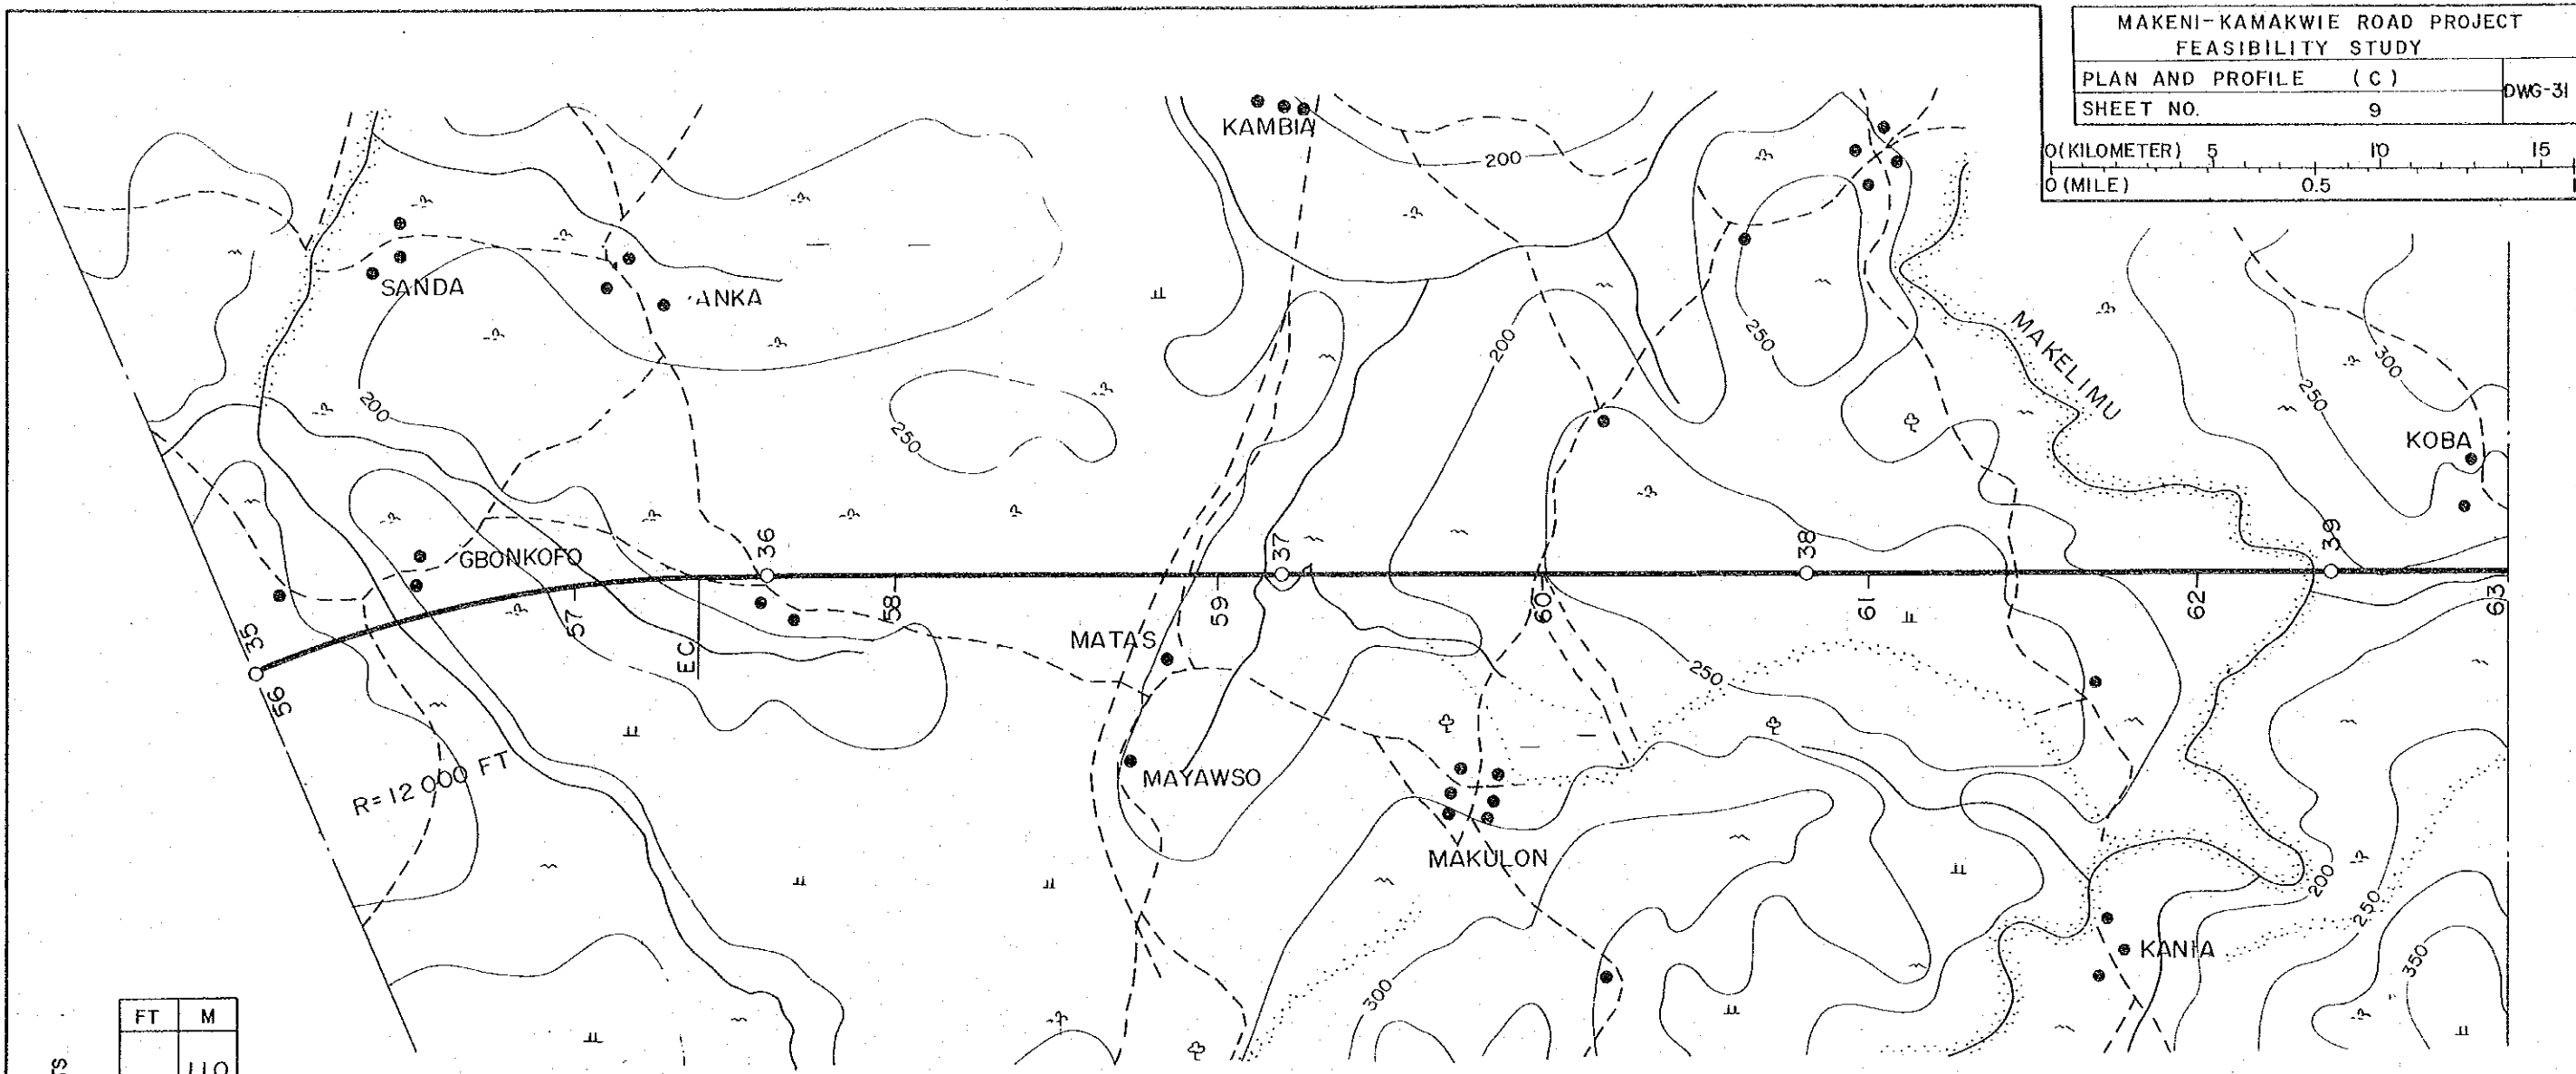 MAKENI-KAMAKWIE ROAD PROJECT
FEASIBILITY STUDY
PLAN AND PROFILE (C)
DWG-31
SHEET NO. 9
0(KILOMETER) 5 10 15
0(MILE) 0.5 1
KAMBIA
200
SANDA
ANKA
MAKELIMU
250
200
300
200
250
250
KOBA
GBONKOFO
36
37
38
39
35
57
58
59
60
61
62
63
EC
MATA'S
56
250
R=12 000 FT
MAYAWSO
MAKULON
200
250
KANIA
300
350
FT M
110